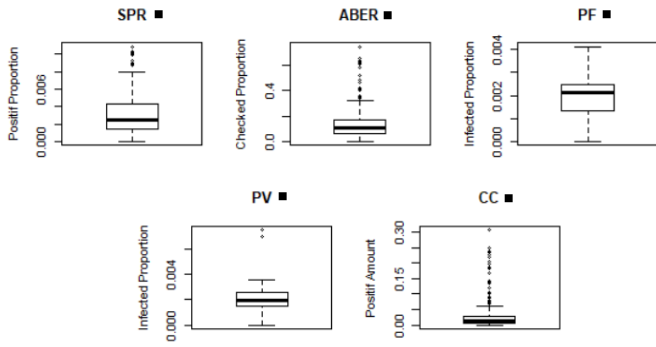 SPR ■ ABER ■ PF ■
Positif Proportion
0.000 0.006
Checked Proportion
0.0 0.4
Infected Proportion
0.000 0.002 0.004
PV ■ CC ■
Infected Proportion
0.000 0.004
Positif Amount
0.00 0.15 0.30